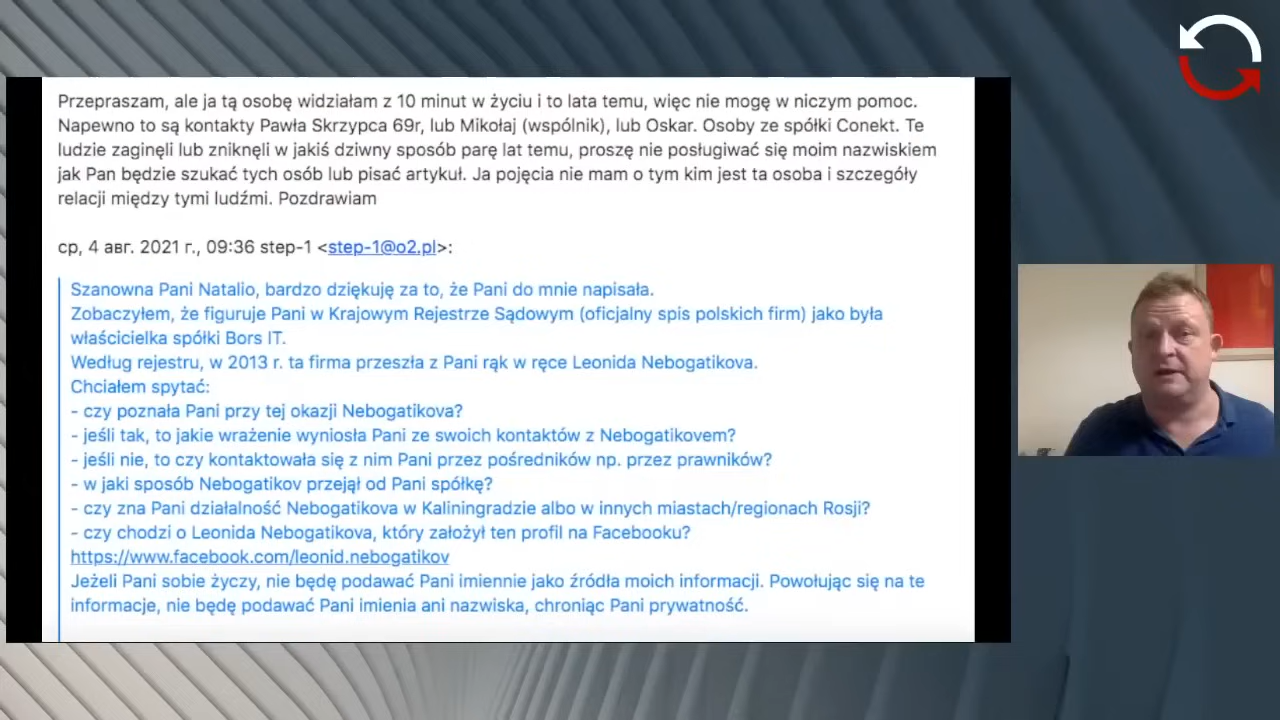 Przepraszam, ale ja tą osobę widziałam z 10 minut w życiu i to lata temu, więc nie mogę w niczym pomoc.
Napewno to są kontakty Pawła Skrzypca 69r, lub Mikołaj (wspólnik), lub Oskar. Osoby ze spółki Conekt. Te
ludzie zaginęli lub zniknęli w jakiś dziwny sposób parę lat temu, proszę nie posługiwać się moim nazwiskiem
jak Pan będzie szukać tych osób lub pisać artykuł. Ja pojęcia nie mam o tym kim jest ta osoba i szczegóły
relacji między tymi ludźmi. Pozdrawiam
ср, 4 авг. 2021 г., 09:36 step-1 <step-1@o2.pl>:
Szanowna Pani Natalio, bardzo dziękuję za to, że Pani do mnie napisała.
Zobaczyłem, że figuruje Pani w Krajowym Rejestrze Sądowym (oficjalny spis polskich firm) jako była
właścicielka spółki Bors IT.
Według rejestru, w 2013 r. ta firma przeszła z Pani rąk w ręce Leonida Nebogatikova.
Chciałem spytać:
- czy poznała Pani przy tej okazji Nebogatikova?
- jeśli tak, to jakie wrażenie wyniosła Pani ze swoich kontaktów z Nebogatikovem?
- jeśli nie, to czy kontaktowała się z nim Pani przez pośredników np. przez prawników?
- w jaki sposób Nebogatikov przejął od Pani spółkę?
- czy zna Pani działalność Nebogatikova w Kaliningradzie albo w innych miastach/regionach Rosji?
- czy chodzi o Leonida Nebogatikova, który założył ten profil na Facebooku?
https://www.facebook.com/leonid.nebogatikov
Jeżeli Pani sobie życzy, nie będę podawać Pani imiennie jako źródła moich informacji. Powołując się na te
informacje, nie będę podawać Pani imienia ani nazwiska, chroniąc Pani prywatność.